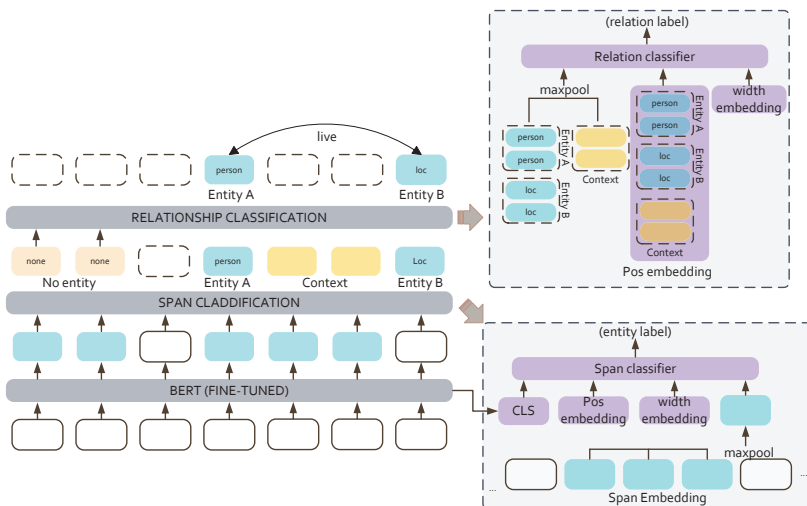 (relation label)
Relation classifier
maxpool
width
embedding
person
person
Entity A
Context
loc
loc
Entity B
person
person
Entity A
loc
loc
Entity B
Context
Pos embedding
live
person
loc
Entity A
Entity B
RELATIONSHIP CLASSIFICATION
none
none
person
Loc
No entity
Entity A
Context
Entity B
SPAN CLADDIFICATION
BERT (FINE-TUNED)
(entity label)
Span classifier
CLS
Pos
embedding
width
embedding
maxpool
...
...
Span Embedding